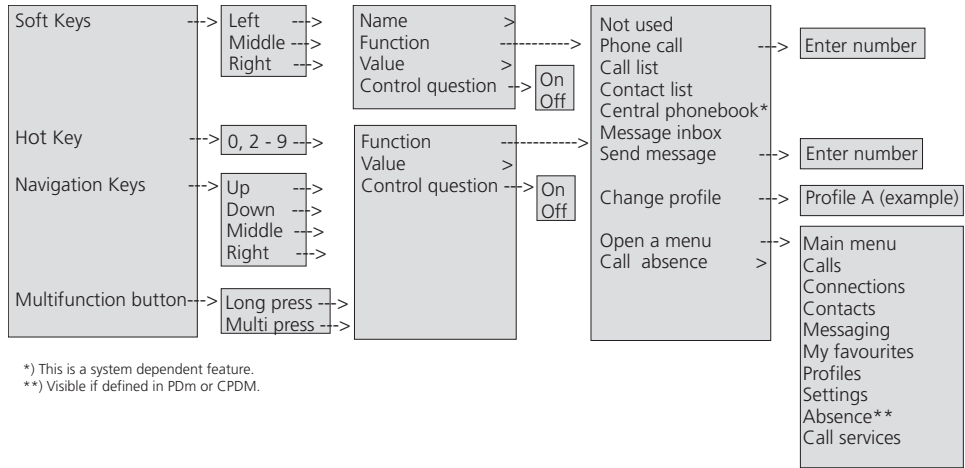 Soft Keys --->
Left --->
Middle --->
Right --->
Name >
Function ----------->
Value >
Control question -->
On
Off
Not used
Phone call --->
Enter number
Call list
Contact list
Central phonebook*
Message inbox
Send message --->
Enter number
Change profile --->
Profile A (example)
Open a menu --->
Call absence >
Main menu
Calls
Connections
Contacts
Messaging
My favourites
Profiles
Settings
Absence**
Call services
Hot Key --->
0, 2 - 9 --->
Function ----------->
Value >
Control question --->
On
Off
Navigation Keys --->
Up --->
Down --->
Middle --->
Right --->
Multifunction button--->
Long press --->
Multi press --->
*) This is a system dependent feature.
**) Visible if defined in PDm or CPDM.